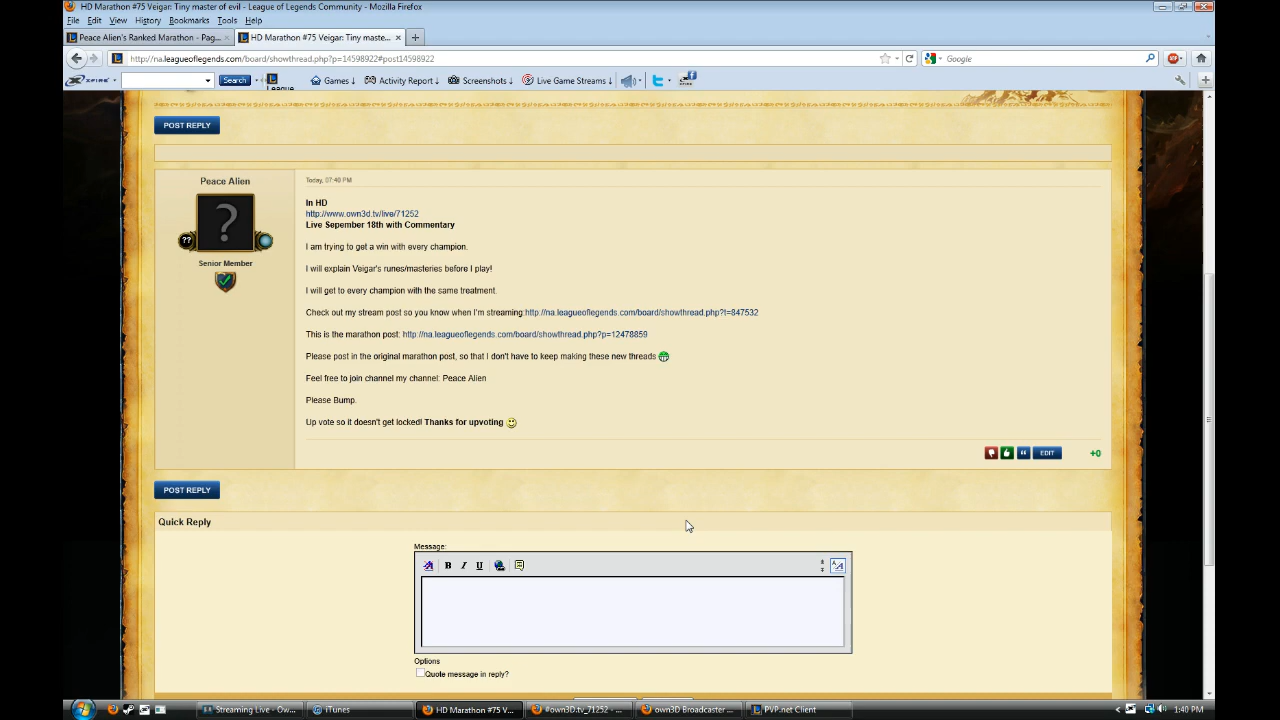 HD Marathon #75 Veigar: Tiny master of evil - League of Legends Community - Mozilla Firefox
File Edit View History Bookmarks Tools Help
Peace Alien's Ranked Marathon - Pag... HD Marathon #75 Veigar: Tiny maste...
http://na.leagueoflegends.com/board/showthread.php?p=14598922#post14598922 Google
XFIRE Search League Games Activity Report Screenshots Live Game Streams
POST REPLY
Peace Alien
Today, 07:40 PM
??
Senior Member
In HD
http://www.own3d.tv/live/71252
Live Sepember 18th with Commentary
I am trying to get a win with every champion.
I will explain Veigar's runes/masteries before I play!
I will get to every champion with the same treatment.
Check out my stream post so you know when I'm streaming:http://na.leagueoflegends.com/board/showthread.php?t=847532
This is the marathon post: http://na.leagueoflegends.com/board/showthread.php?p=12478859
Please post in the original marathon post, so that I don't have to keep making these new threads
Feel free to join channel my channel: Peace Alien
Please Bump.
Up vote so it doesn't get locked! Thanks for upvoting
EDIT +0
POST REPLY
Quick Reply
Message:
B I U
Options
Quote message in reply?
Streaming Live - Ow... iTunes HD Marathon #75 V... #own3D.tv_71252 - ... own3D Broadcaster ... PVP.net Client 1:40 PM